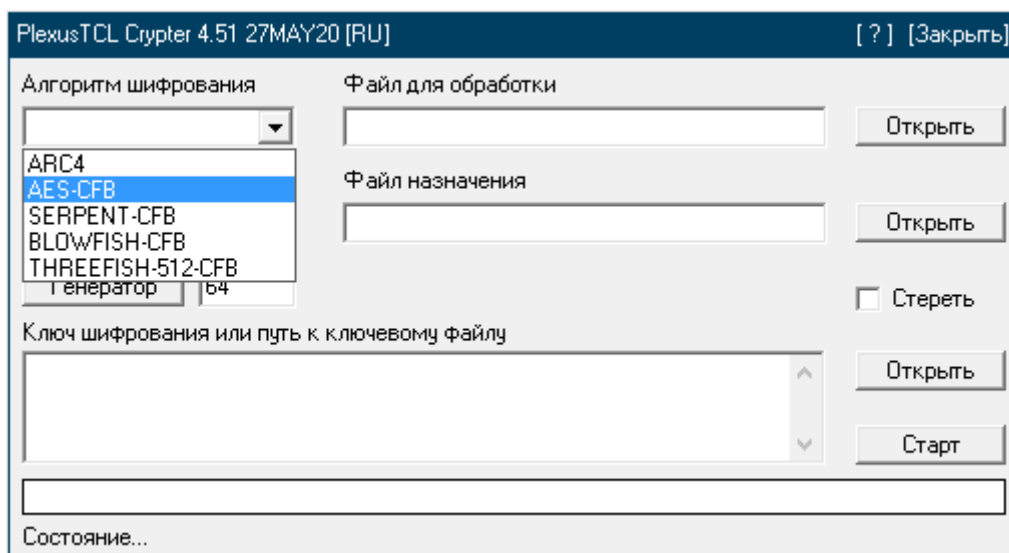 PlexusTCL Crypter 4.51 27MAY20 [RU] [ ? ] [Закрыть]
Алгоритм шифрования Файл для обработки
Открыть
ARC4
AES-CFB Файл назначения
SERPENT-CFB
BLOWFISH-CFB Открыть
THREEFISH-512-CFB
Генератор 64 Стереть
Ключ шифрования или путь к ключевому файлу
Открыть
Старт
Состояние...